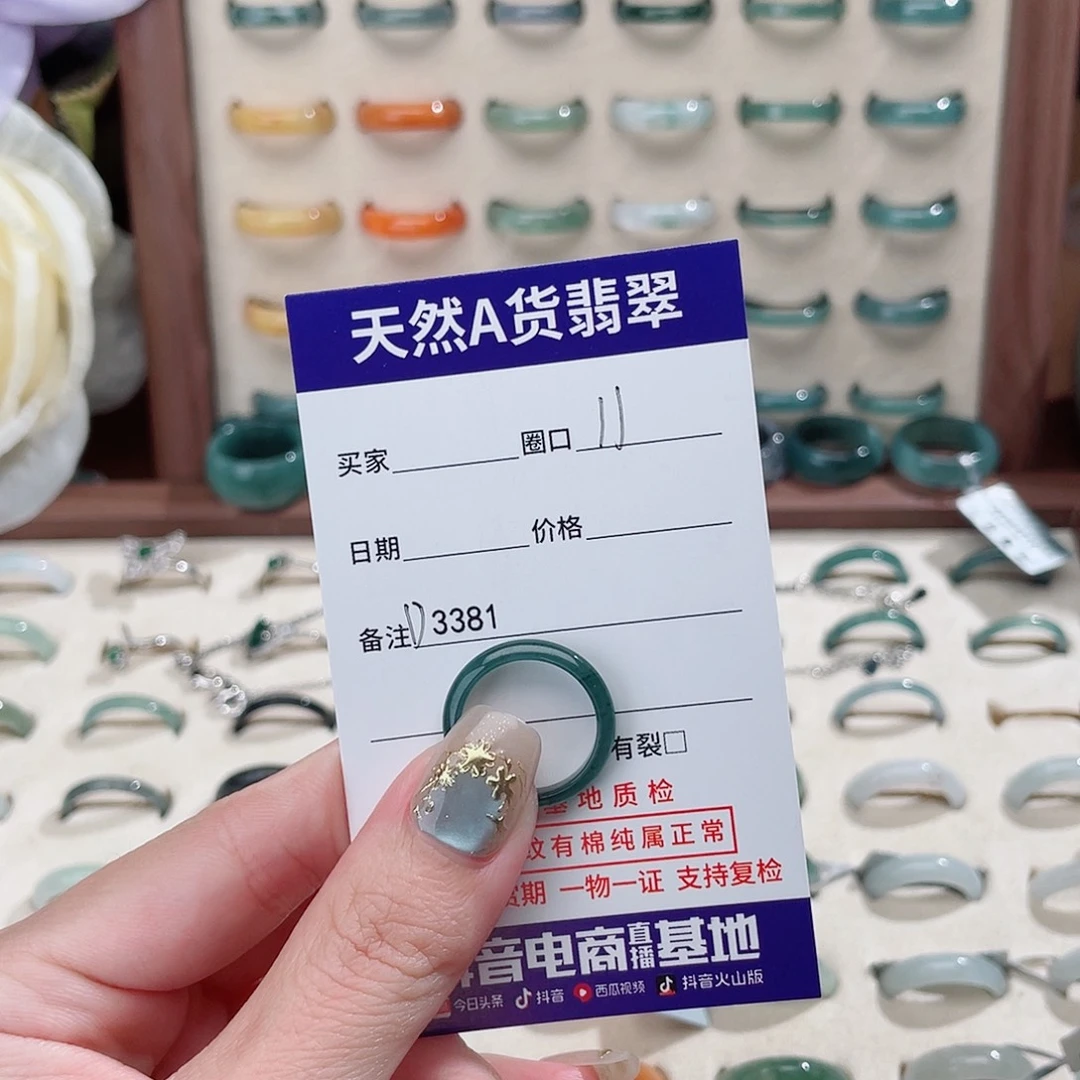 天然A货翡翠
买家 圈口 11
日期 价格
备注 D3381
有裂□
基地质检
纹有棉纯属正常
赏期 一物一证 支持复检
抖音电商直播基地
今日头条 抖音 西瓜视频 抖音火山版